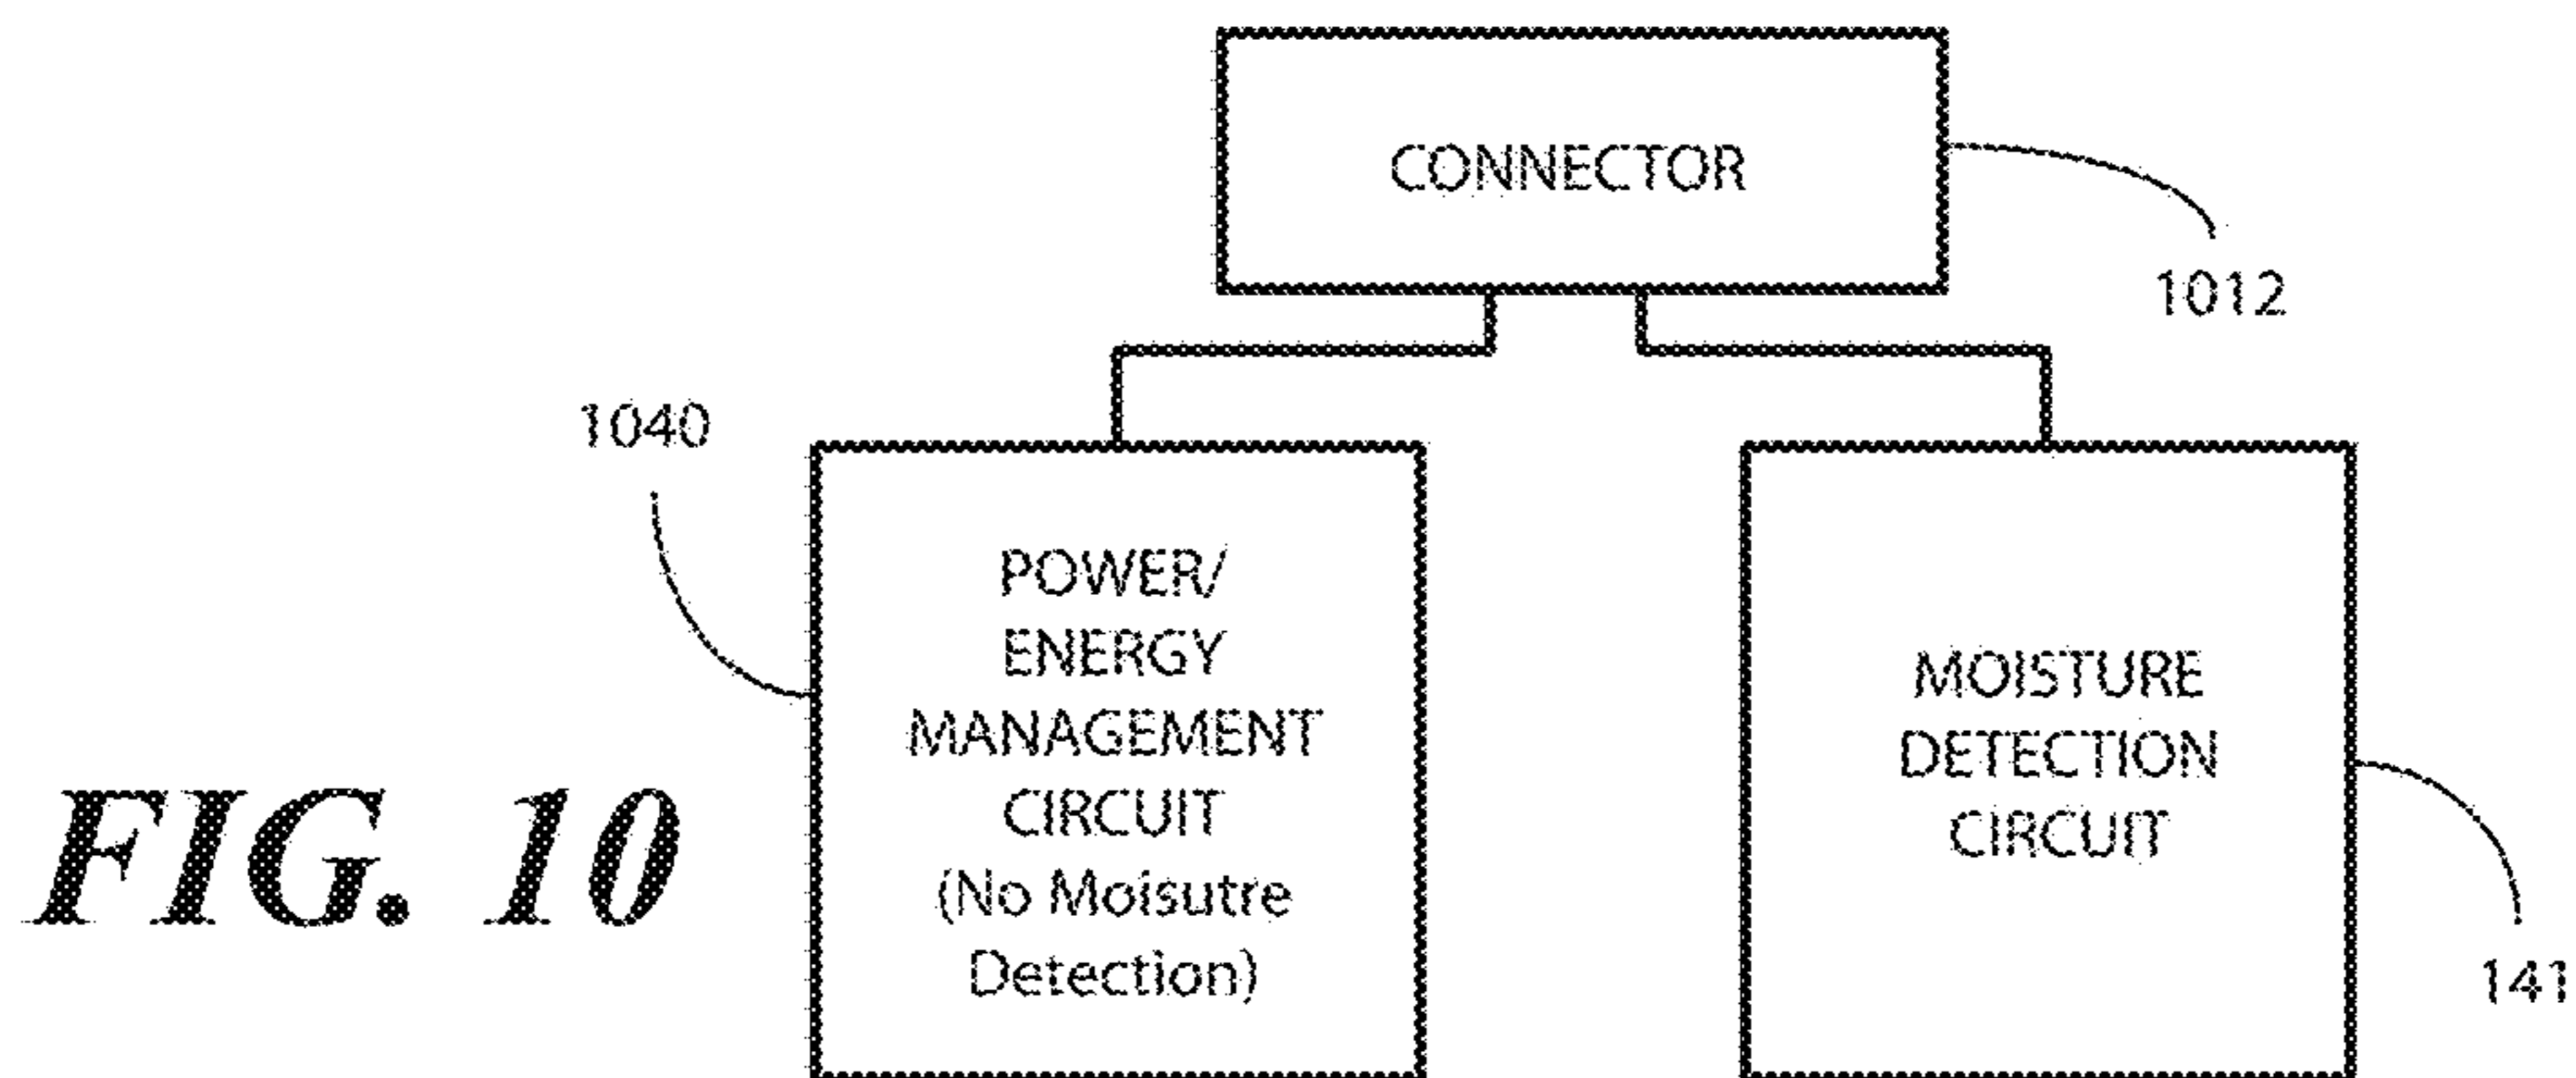 CONNECTOR
1012
1040
POWER/
ENERGY
MANAGEMENT
CIRCUIT
(No Moisutre
Detection)
MOISTURE
DETECTION
CIRCUIT
141
FIG. 10